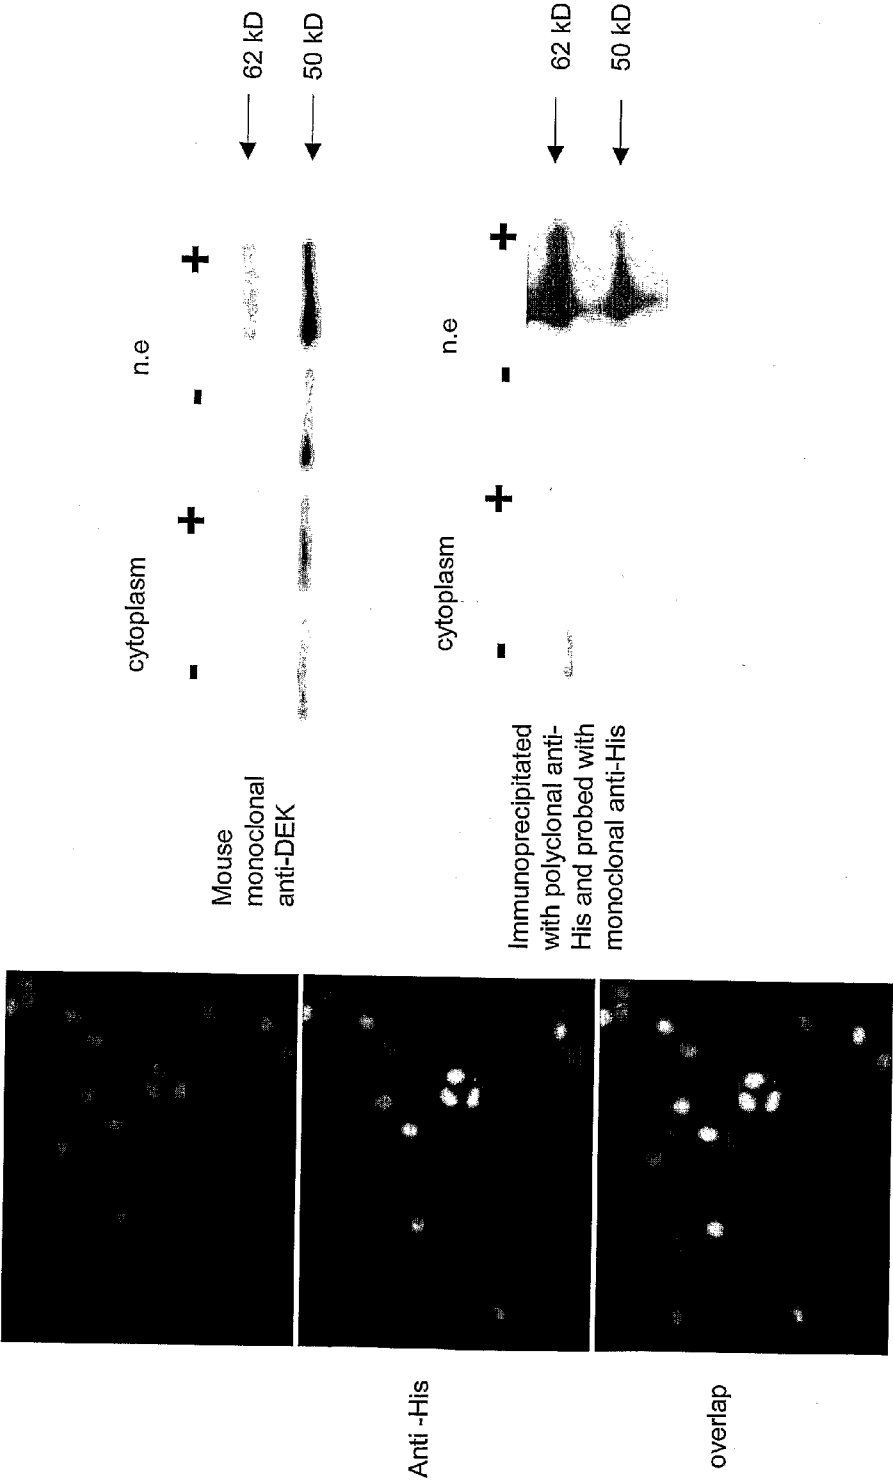 Anti -His
overlap
Mouse
monoclonal
anti-DEK
cytoplasm
n.e
- + - +
62 kD
50 kD
Immunoprecipitated
with polyclonal anti-
His and probed with
monoclonal anti-His
cytoplasm
n.e
- + - +
62 kD
50 kD